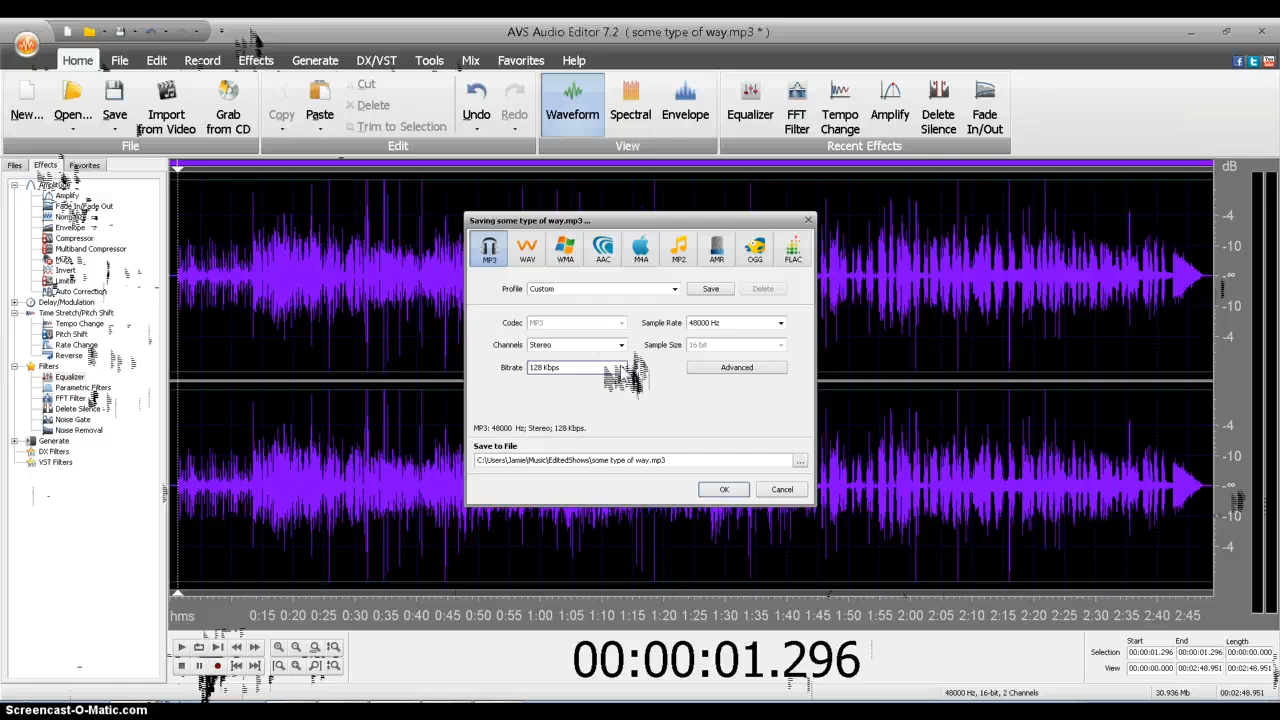 AVS Audio Editor 7.2 ( some type of way.mp3 * )
Home File Edit Record Effects Generate DX/VST Tools Mix Favorites Help
New... Open... Save Import from Video Grab from CD
Copy Paste Cut
Delete
Trim to Selection
Undo Redo
Waveform Spectral Envelope
Equalizer FFT Filter Tempo Change Amplify Delete Silence Fade In/Out
File Edit View Recent Effects
Files Effects Favorites
Amplitude
Amplify
Fade In/Fade Out
Envelope
Compressor
Multiband Compressor
Mute
Invert
Limiter
Auto Correction
Delay/Modulation
Time Stretch/Pitch Shift
Tempo Change
Pitch Shift
Rate Change
Reverse
Filters
Equalizer
Parametric Filters
FFT Filter
Delete Silence
Noise Gate
Noise Removal
Generate
DX Filters
VST Filters
dB
-4
-10
-∞
-10
-4
-4
-10
-∞
-10
-4
Saving some type of way.mp3 ...
MP3 WAV WMA AAC M4A MP2 AMR OGG FLAC
Profile Custom Save Delete
Codec MP3 Sample Rate 48000 Hz
Channels Stereo Sample Size 16 bit
Bitrate 128 Kbps Advanced
MP3: 48000 Hz; Stereo; 128 Kbps.
Save to File
C:\Users\Jamie\Music\EditedShows\some type of way.mp3 ...
OK Cancel
hms 0:15 0:20 0:25 0:30 0:35 0:40 0:45 0:50 0:55 1:00 1:05 1:10 1:15 1:20 1:25 1:30 1:35 1:40 1:45 1:50 1:55 2:00 2:05 2:10 2:15 2:20 2:25 2:30 2:35 2:40 2:45
00:00:01.296
Start End Length
Selection 00:00:01.296 00:00:01.296 00:00:00.000
View 00:00:00.000 00:02:48.951 00:02:48.951
48000 Hz, 16-bit, 2 Channels 30.936 Mb 00:02:48.951
Screencast-O-Matic.com